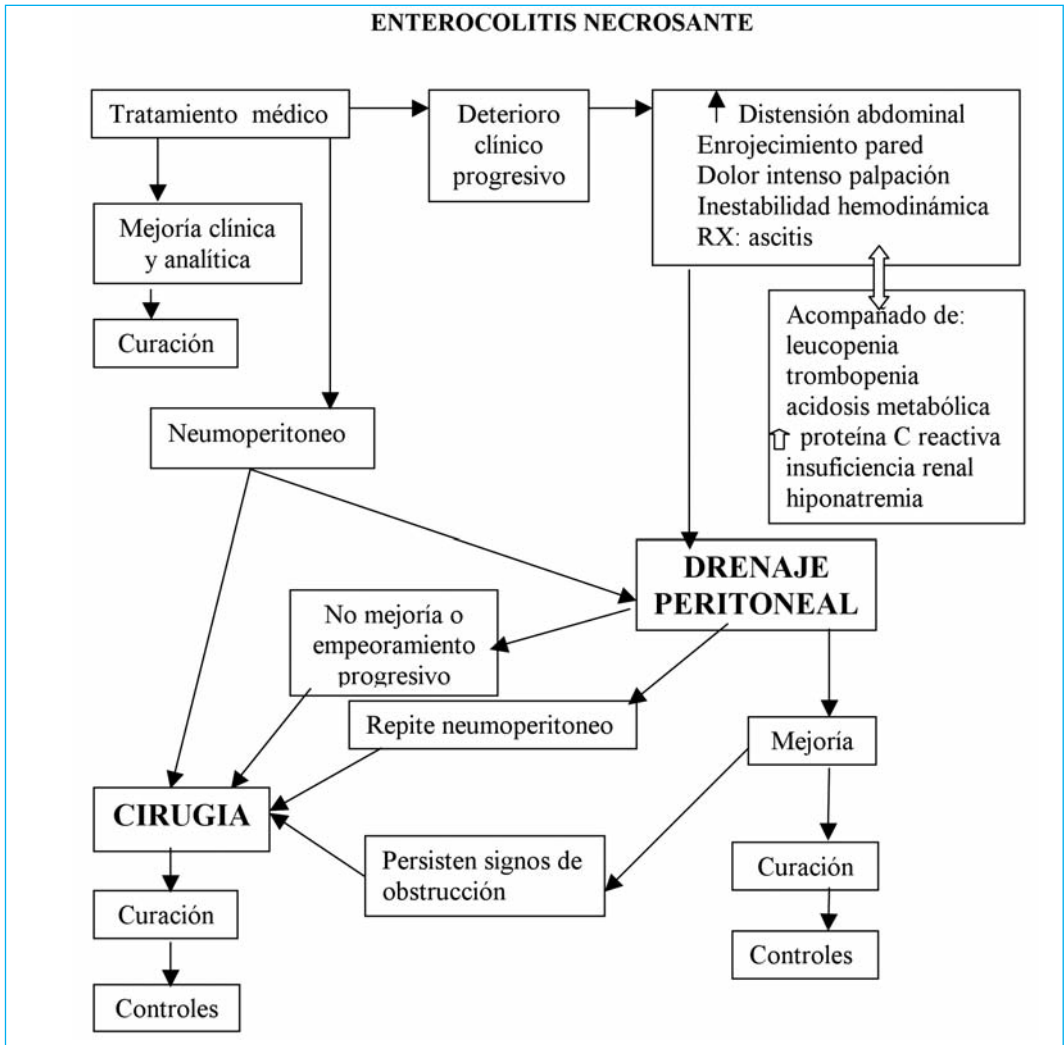 ENTEROCOLITIS NECROSANTE
Tratamiento médico
Deterioro
clínico
progresivo
Distensión abdominal
Enrojecimiento pared
Dolor intenso palpación
Inestabilidad hemodinámica
RX: ascitis
Mejoría clínica
y analítica
Curación
Acompañado de:
leucopenia
trombopenia
acidosis metabólica
proteína C reactiva
insuficiencia renal
hiponatremia
Neumoperitoneo
DRENAJE
PERITONEAL
No mejoría o
empeoramiento
progresivo
Repite neumoperitoneo
Mejoría
CIRUGIA
Persisten signos de
obstrucción
Curación
Curación
Controles
Controles